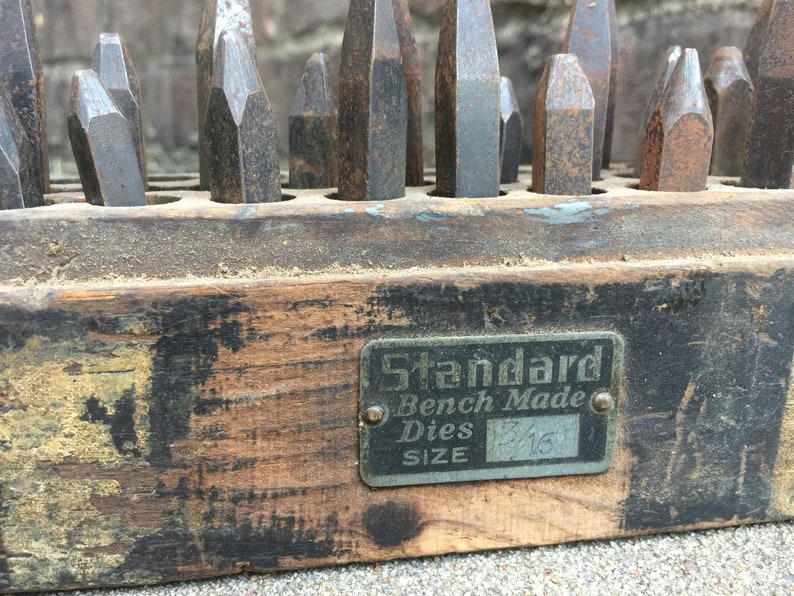 Standard
Bench Made
Dies 3/16
SIZE